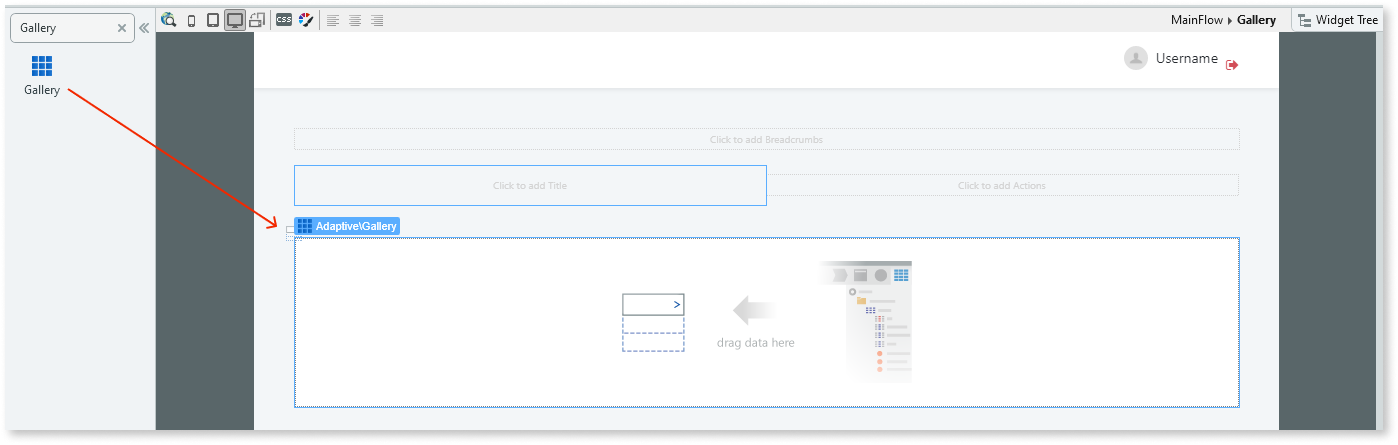 Gallery
CSS
MainFlow Gallery
Widget Tree
Gallery
Username
Click to add Breadcrumbs
Click to add Title
Click to add Actions
Adaptive\Gallery
drag data here